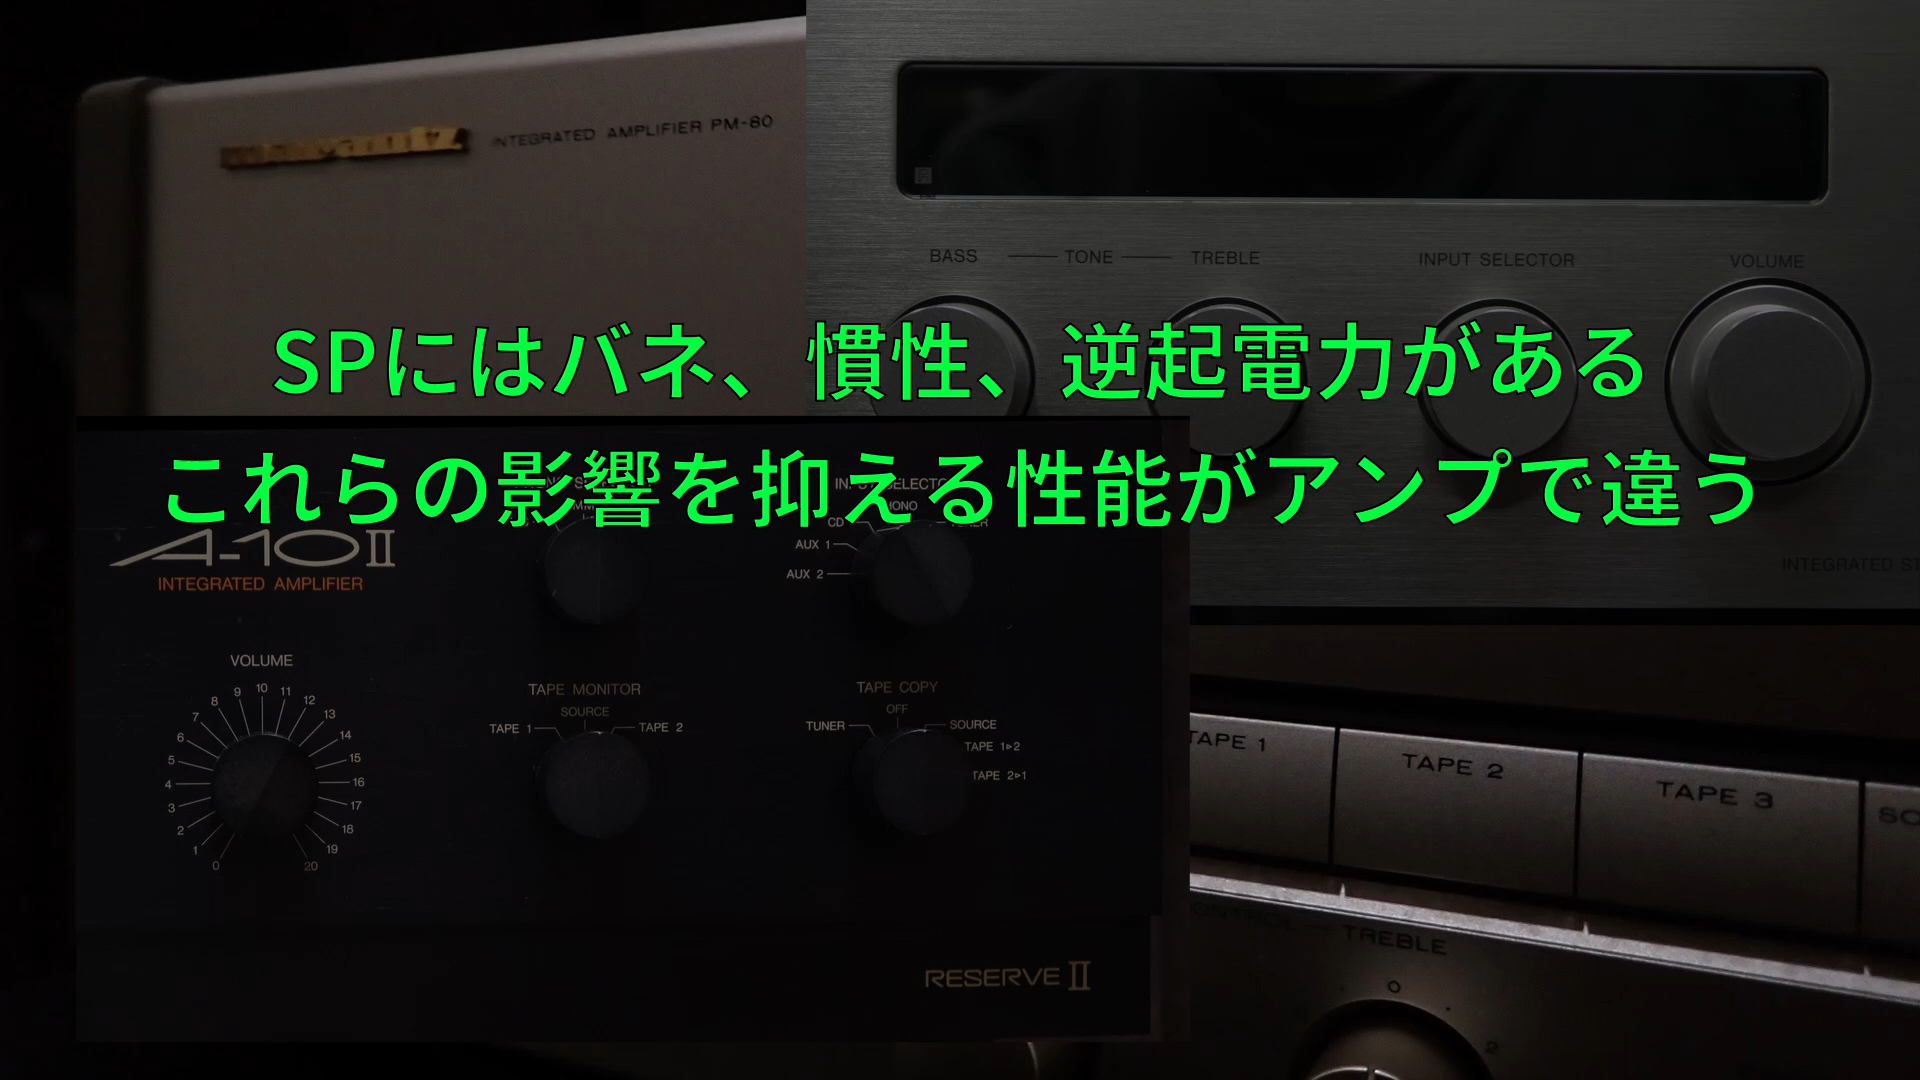 marantz INTEGRATED AMPLIFIER PM-80
BASS TONE TREBLE INPUT SELECTOR VOLUME
SPにはバネ、慣性、逆起電力がある
これらの影響を抑える性能がアンプで違う
CD
AUX 1
AUX 2
A-10II
INTEGRATED AMPLIFIER
INTEGRATED
VOLUME
0 1 2 3 4 5 6 7 8 9 10 11 12 13 14 15 16 17 18 19 20
TAPE MONITOR
SOURCE
TAPE 1 TAPE 2
TAPE COPY
OFF
TUNER SOURCE
TAPE 1▹2
TAPE 2▹1
RESERVE II
TAPE 1 TAPE 2 TAPE 3
TREBLE
0
2